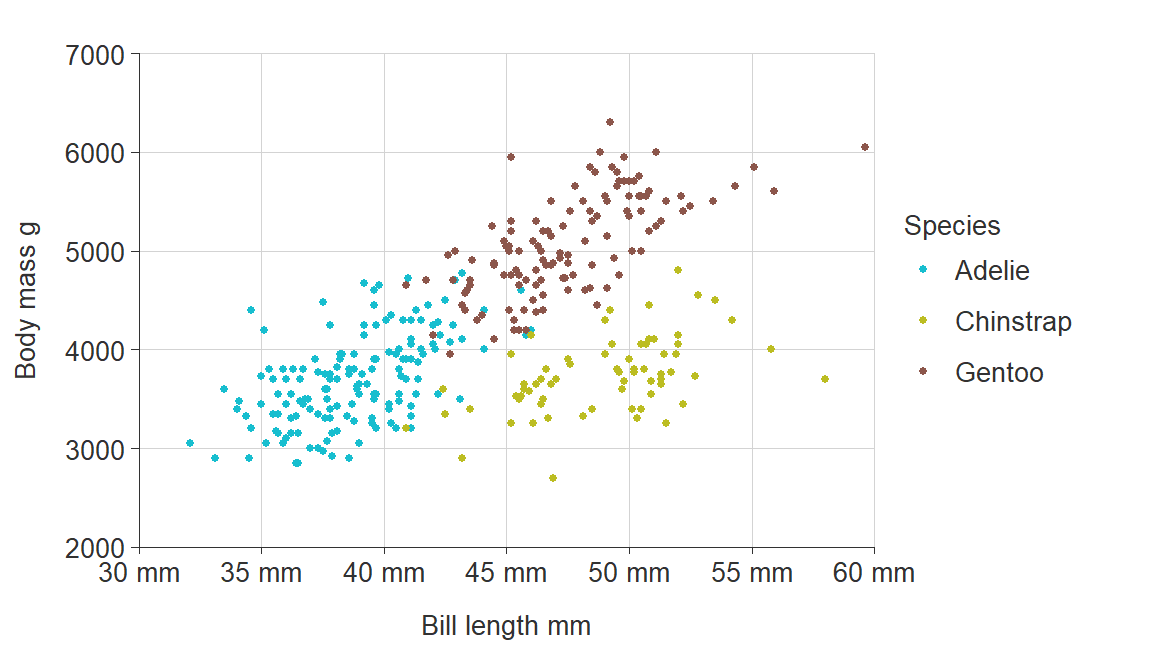 7000
6000
5000
4000
3000
2000
Body mass g
30 mm 35 mm 40 mm 45 mm 50 mm 55 mm 60 mm
Bill length mm
Species
Adelie
Chinstrap
Gentoo